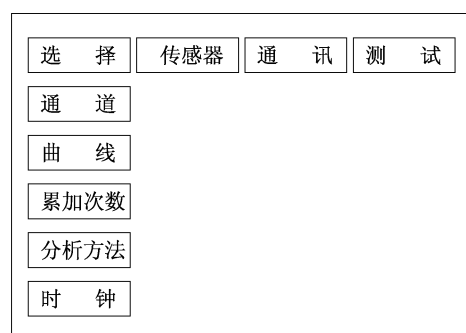 选 择 传感器 通 讯 测 试
通 道
曲 线
累加次数
分析方法
时 钟